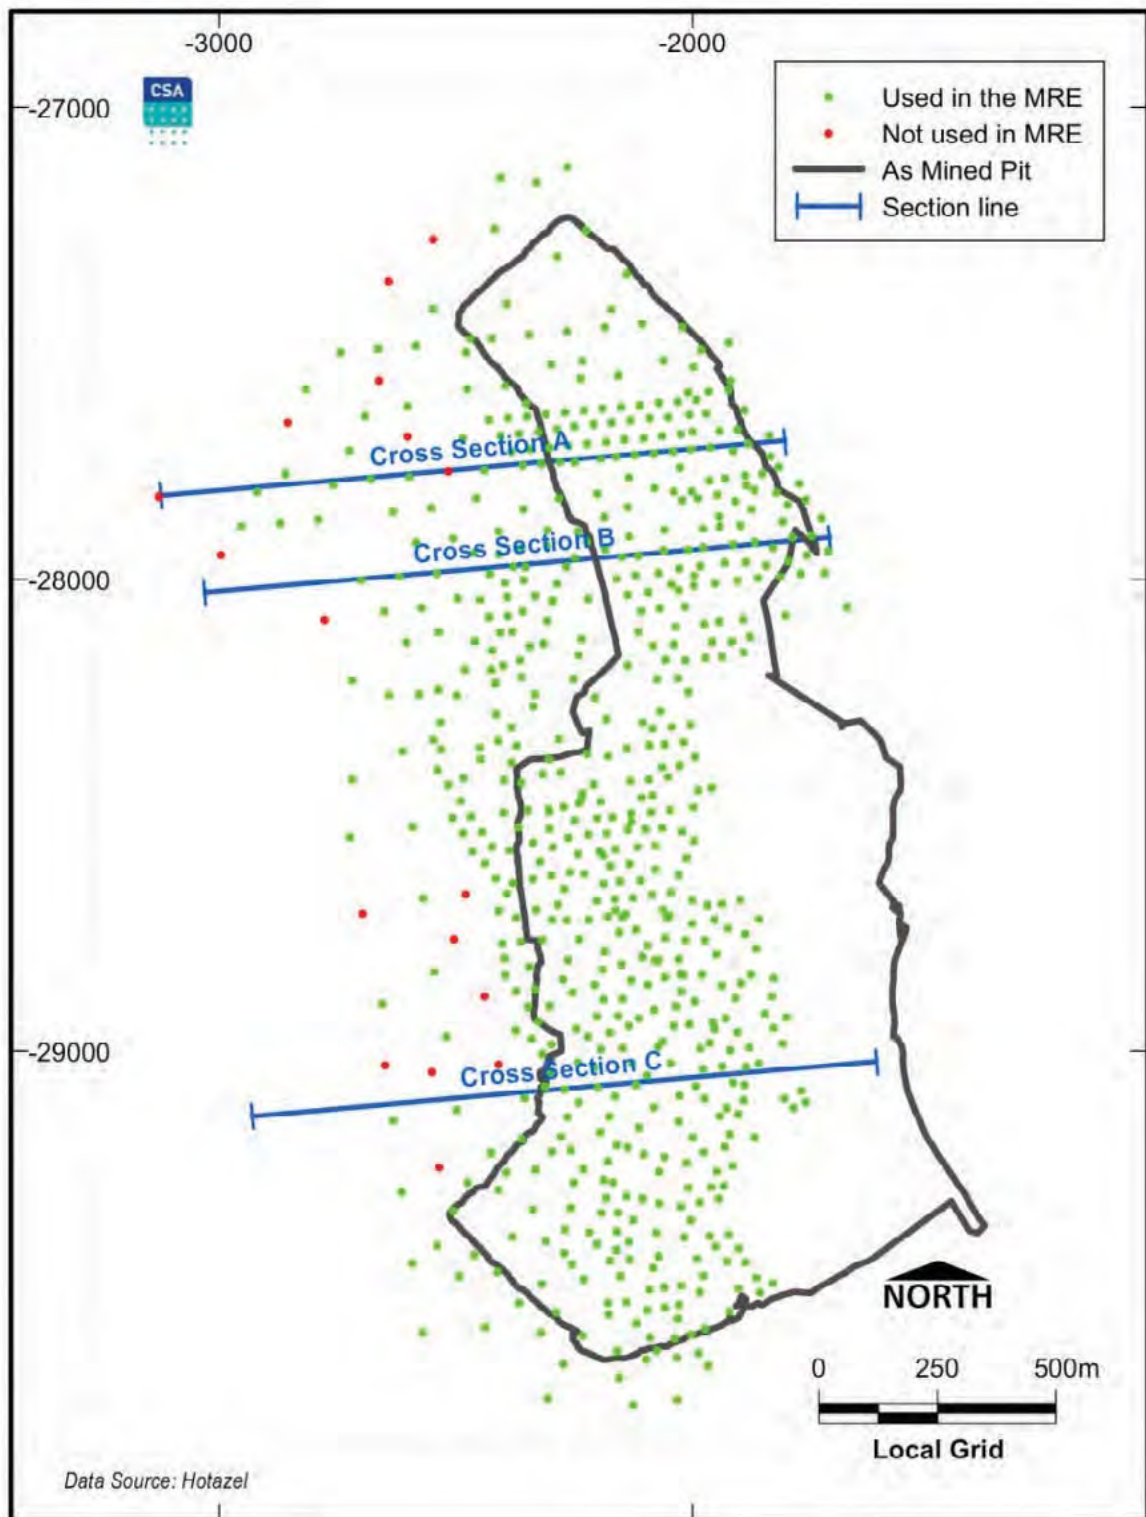 -3000
-2000
CSA
-27000
Used in the MRE
Not used in MRE
As Mined Pit
Section line
Cross Section A
Cross Section B
-28000
-29000
Cross Section C
NORTH
0 250 500m
Local Grid
Data Source: Hotazel